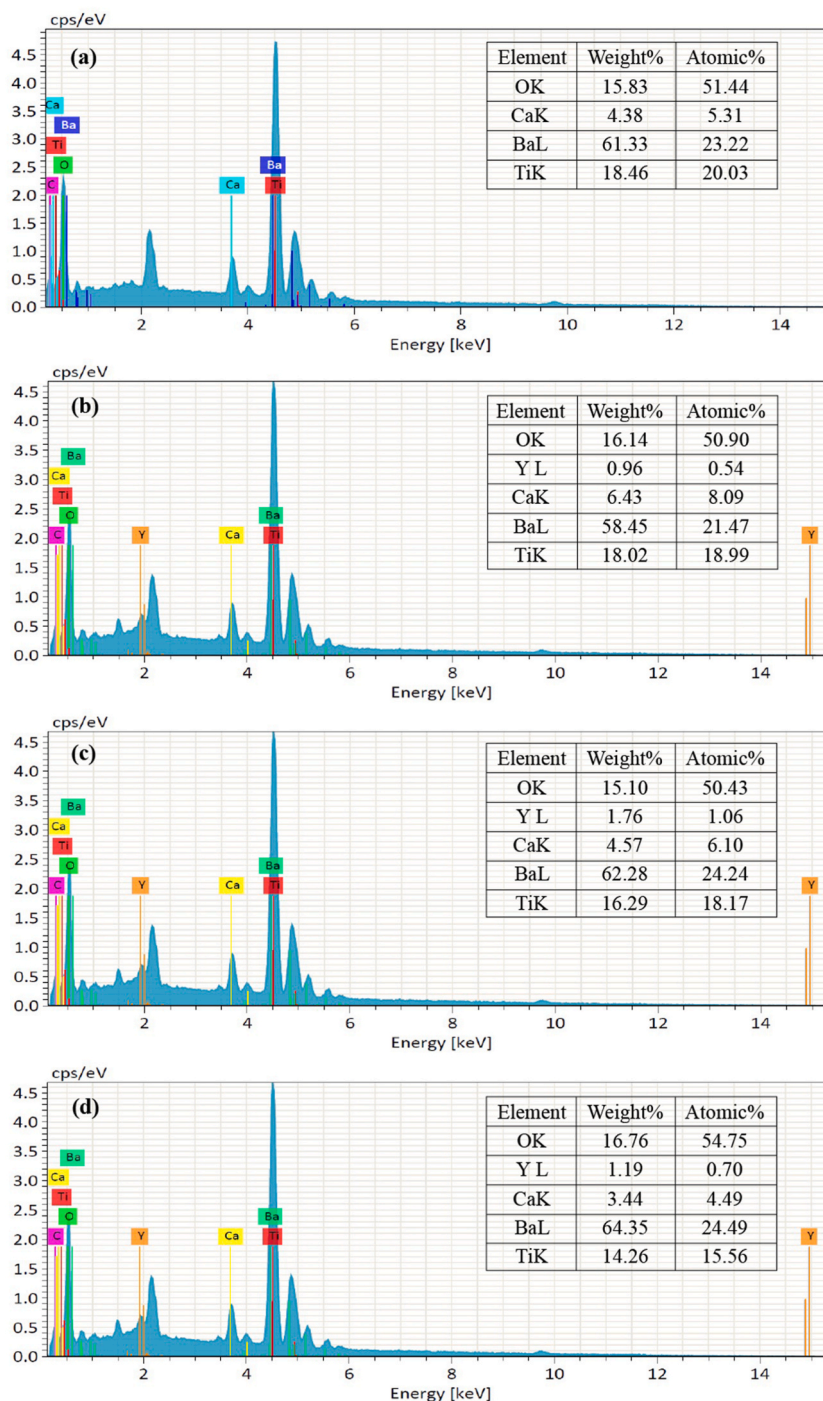 cps/eV
(a)
4.5
4.0
3.5
3.0
2.5
2.0
1.5
1.0
0.5
0.0
Ca
Ba
Ti
O
C
Ca
Ba
Ti
Element Weight% Atomic%
OK 15.83 51.44
CaK 4.38 5.31
BaL 61.33 23.22
TiK 18.46 20.03
2 4 6 8 10 12 14
Energy [keV]
cps/eV
(b)
4.5
4.0
3.5
3.0
2.5
2.0
1.5
1.0
0.5
0.0
Ba
Ca
Ti
O
C
Y
Ca
Ba
Ti
Y
Element Weight% Atomic%
OK 16.14 50.90
Y L 0.96 0.54
CaK 6.43 8.09
BaL 58.45 21.47
TiK 18.02 18.99
2 4 6 8 10 12 14
Energy [keV]
cps/eV
(c)
4.5
4.0
3.5
3.0
2.5
2.0
1.5
1.0
0.5
0.0
Ba
Ca
Ti
O
C
Y
Ca
Ba
Ti
Y
Element Weight% Atomic%
OK 15.10 50.43
Y L 1.76 1.06
CaK 4.57 6.10
BaL 62.28 24.24
TiK 16.29 18.17
2 4 6 8 10 12 14
Energy [keV]
cps/eV
(d)
4.5
4.0
3.5
3.0
2.5
2.0
1.5
1.0
0.5
0.0
Ba
Ca
Ti
O
C
Y
Ca
Ba
Ti
Y
Element Weight% Atomic%
OK 16.76 54.75
Y L 1.19 0.70
CaK 3.44 4.49
BaL 64.35 24.49
TiK 14.26 15.56
2 4 6 8 10 12 14
Energy [keV]